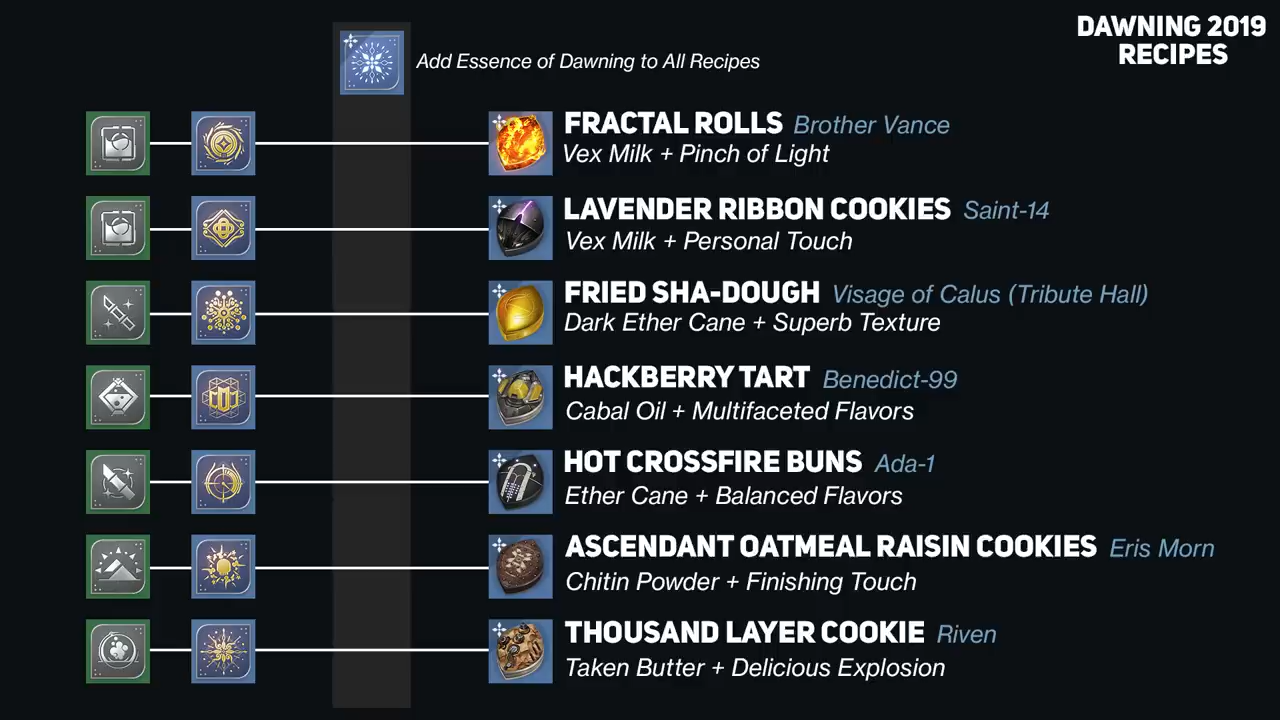 DAWNING 2019
RECIPES
Add Essence of Dawning to All Recipes
FRACTAL ROLLS Brother Vance
Vex Milk + Pinch of Light
LAVENDER RIBBON COOKIES Saint-14
Vex Milk + Personal Touch
FRIED SHA-DOUGH Visage of Calus (Tribute Hall)
Dark Ether Cane + Superb Texture
HACKBERRY TART Benedict-99
Cabal Oil + Multifaceted Flavors
HOT CROSSFIRE BUNS Ada-1
Ether Cane + Balanced Flavors
ASCENDANT OATMEAL RAISIN COOKIES Eris Morn
Chitin Powder + Finishing Touch
THOUSAND LAYER COOKIE Riven
Taken Butter + Delicious Explosion